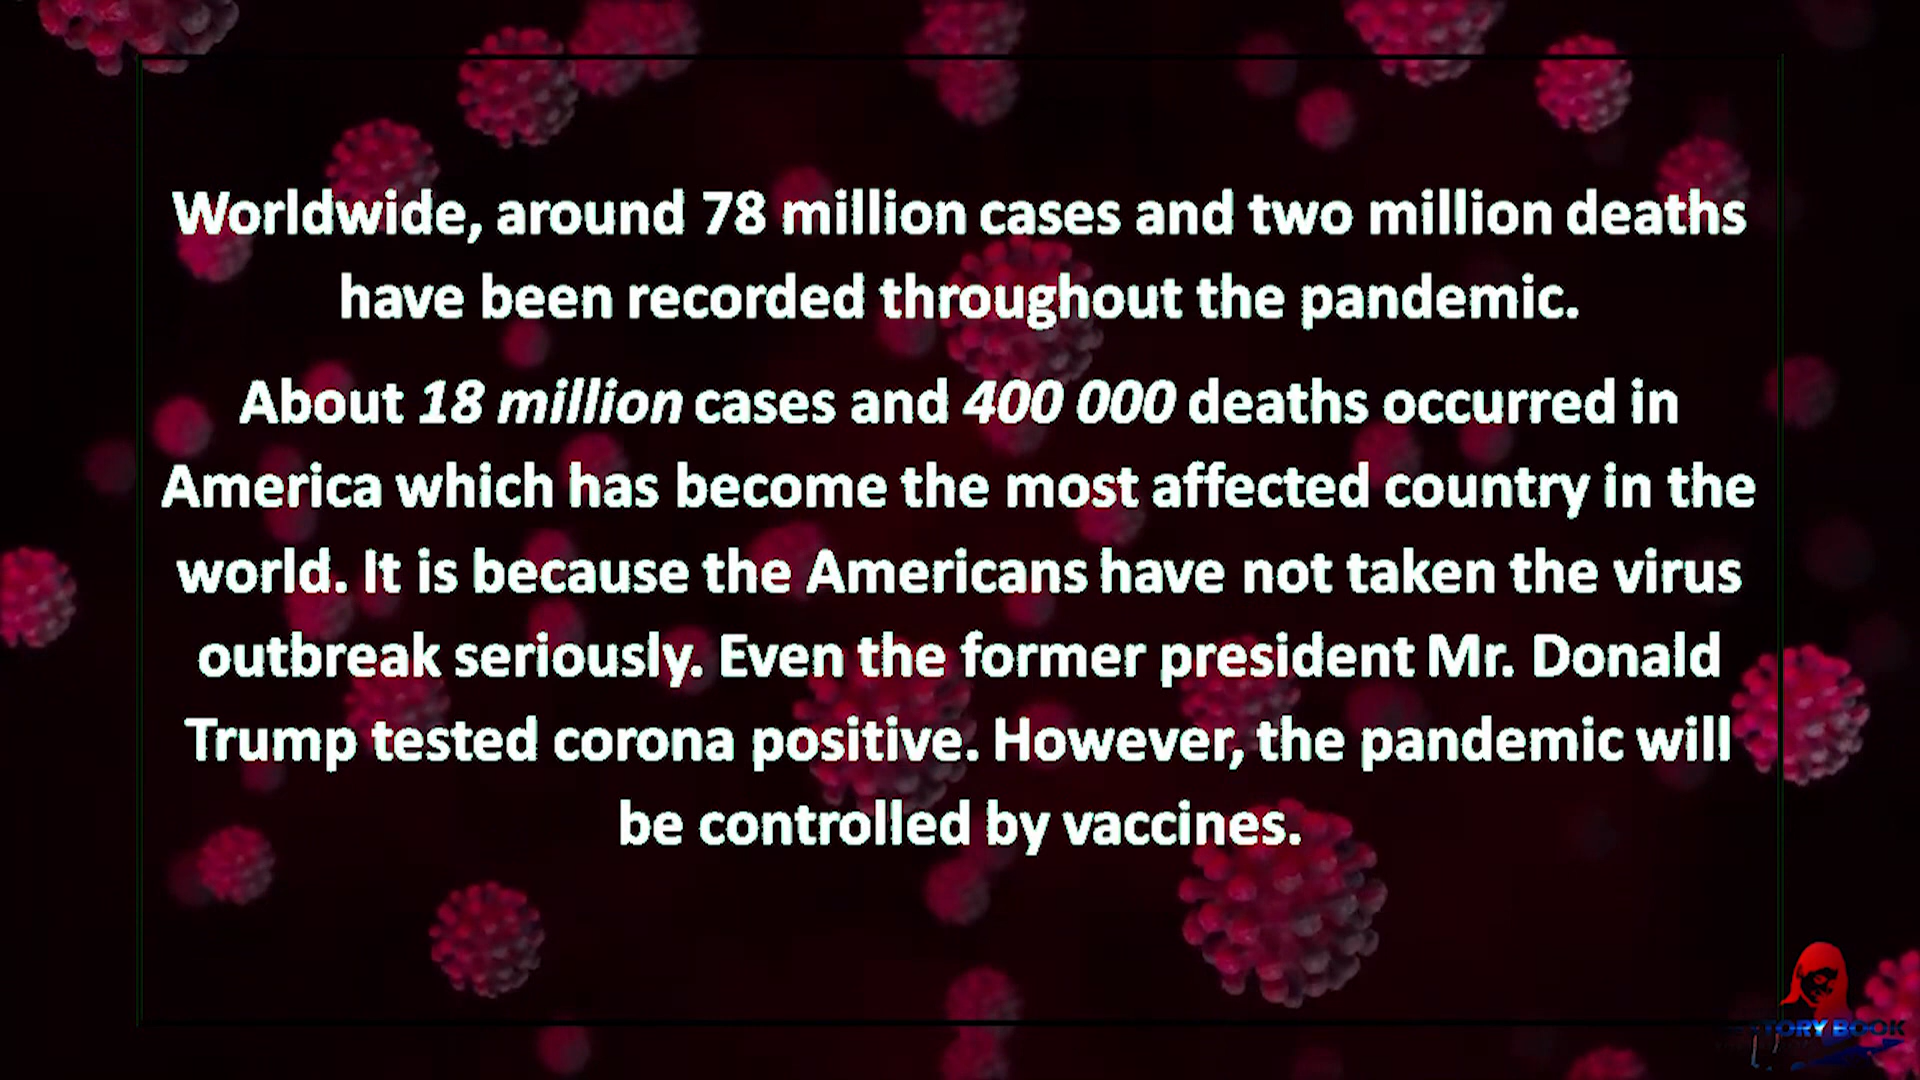 Worldwide, around 78 million cases and two million deaths
have been recorded throughout the pandemic.
About 18 million cases and 400 000 deaths occurred in
America which has become the most affected country in the
world. It is because the Americans have not taken the virus
outbreak seriously. Even the former president Mr. Donald
Trump tested corona positive. However, the pandemic will
be controlled by vaccines.
TORY BOOK